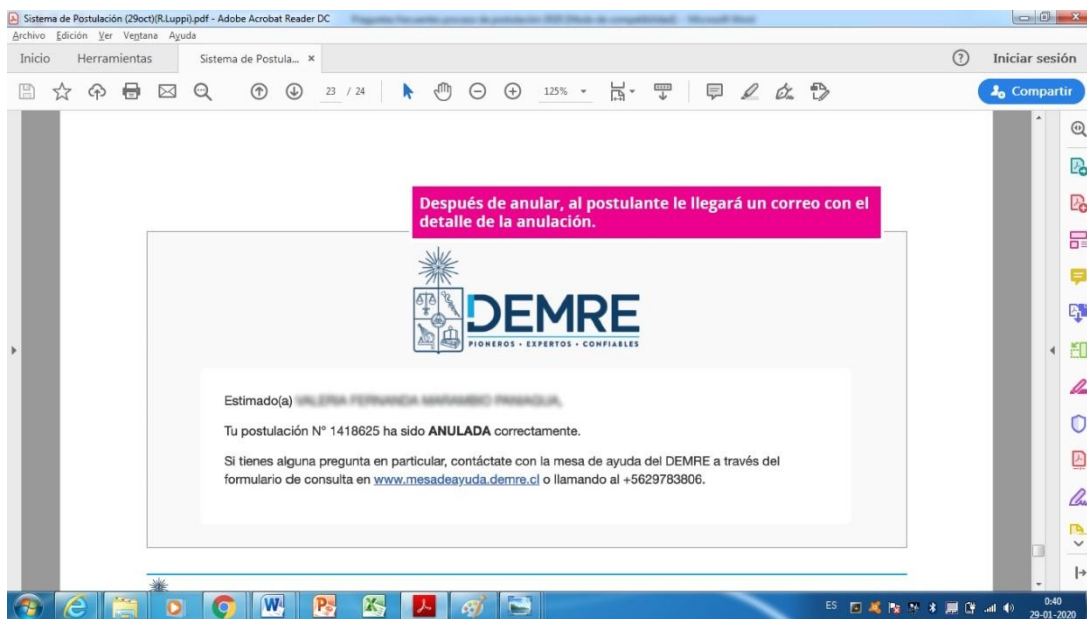 Sistema de Postulación (29oct)(R.Luppi).pdf - Adobe Acrobat Reader DC
Archivo Edición Ver Ventana Ayuda
Inicio Herramientas Sistema de Postula... × Iniciar sesión
23 / 24 125% Compartir
Después de anular, al postulante le llegará un correo con el
detalle de la anulación.
DEMRE
PIONEROS • EXPERTOS • CONFIABLES
Estimado(a)
Tu postulación N° 1418625 ha sido ANULADA correctamente.
Si tienes alguna pregunta en particular, contáctate con la mesa de ayuda del DEMRE a través del
formulario de consulta en www.mesadeayuda.demre.cl o llamando al +5629783806.
ES 0:40
29-01-2020